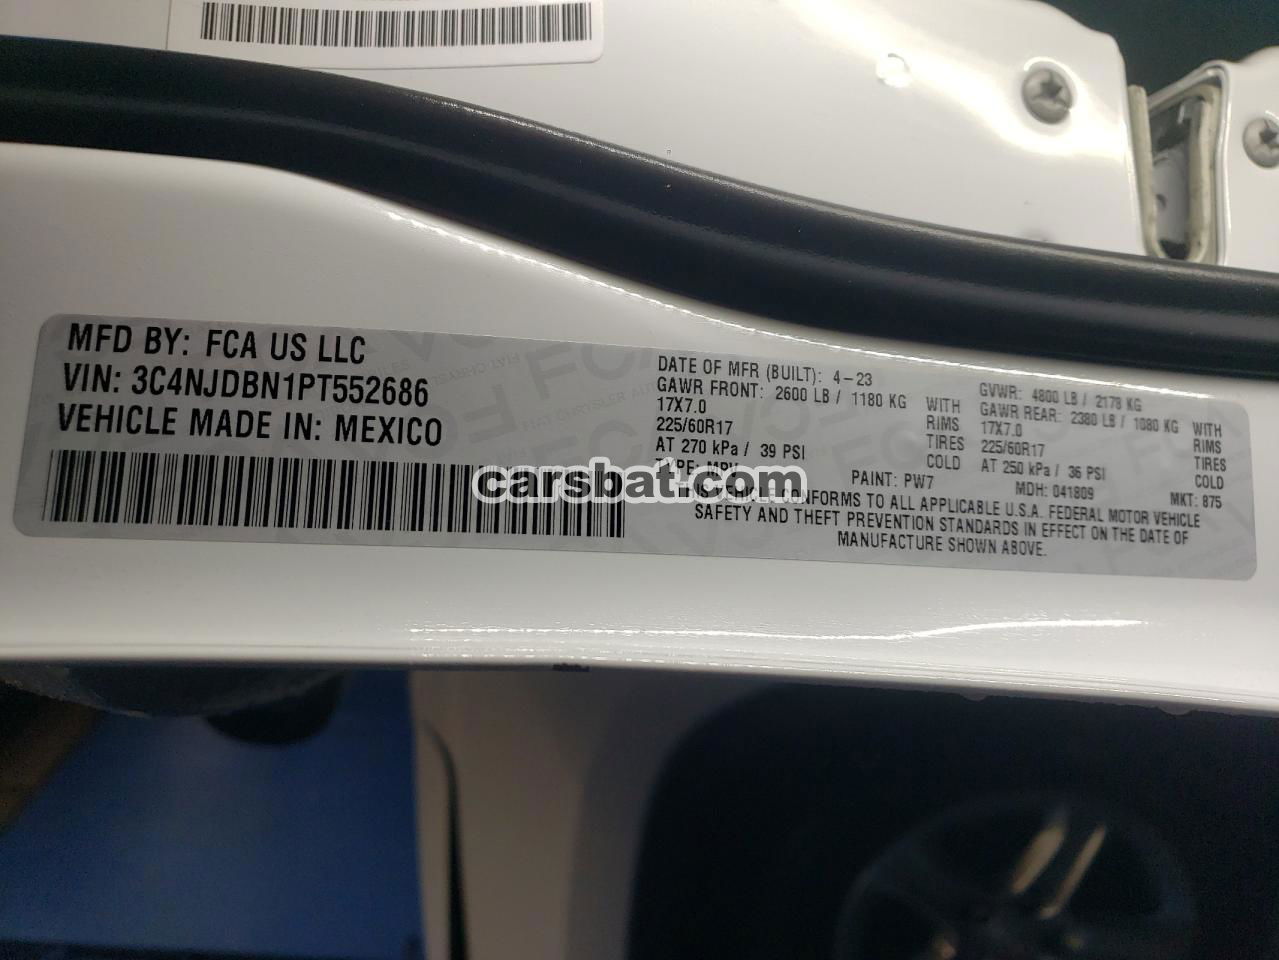 MFD BY: FCA US LLC
VIN: 3C4NJDBN1PT552686
VEHICLE MADE IN: MEXICO
DATE OF MFR (BUILT): 4-23
GAWR FRONT: 2600 LB / 1180 KG WITH
17X7.0 RIMS
225/60R17 TIRES
AT 270 kPa / 39 PSI COLD
TYPE: MPV
GVWR: 4800 LB / 2178 KG
GAWR REAR: 2380 LB / 1080 KG WITH
17X7.0 RIMS
225/60R17 TIRES
AT 250 kPa / 36 PSI COLD
PAINT: PW7 MDH: 041809 MKT: 875
THIS VEHICLE CONFORMS TO ALL APPLICABLE U.S.A. FEDERAL MOTOR VEHICLE
SAFETY AND THEFT PREVENTION STANDARDS IN EFFECT ON THE DATE OF
MANUFACTURE SHOWN ABOVE.
carsbat.com